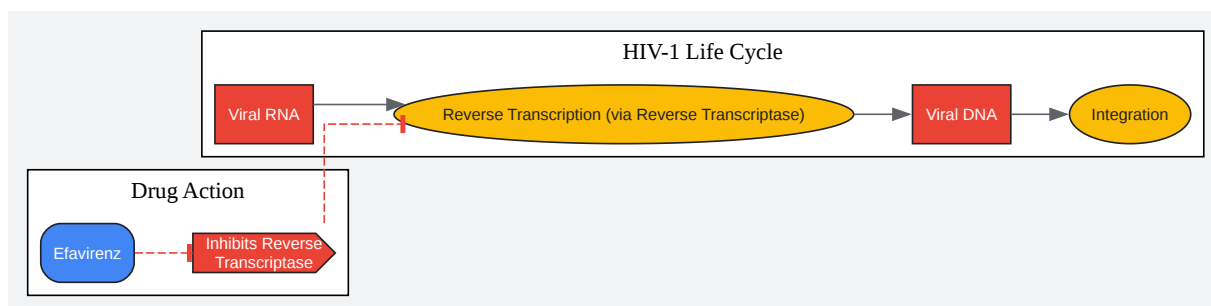 HIV-1 Life Cycle
Viral RNA
Reverse Transcription (via Reverse Transcriptase)
Viral DNA
Integration
Drug Action
Efavirenz
Inhibits Reverse
Transcriptase